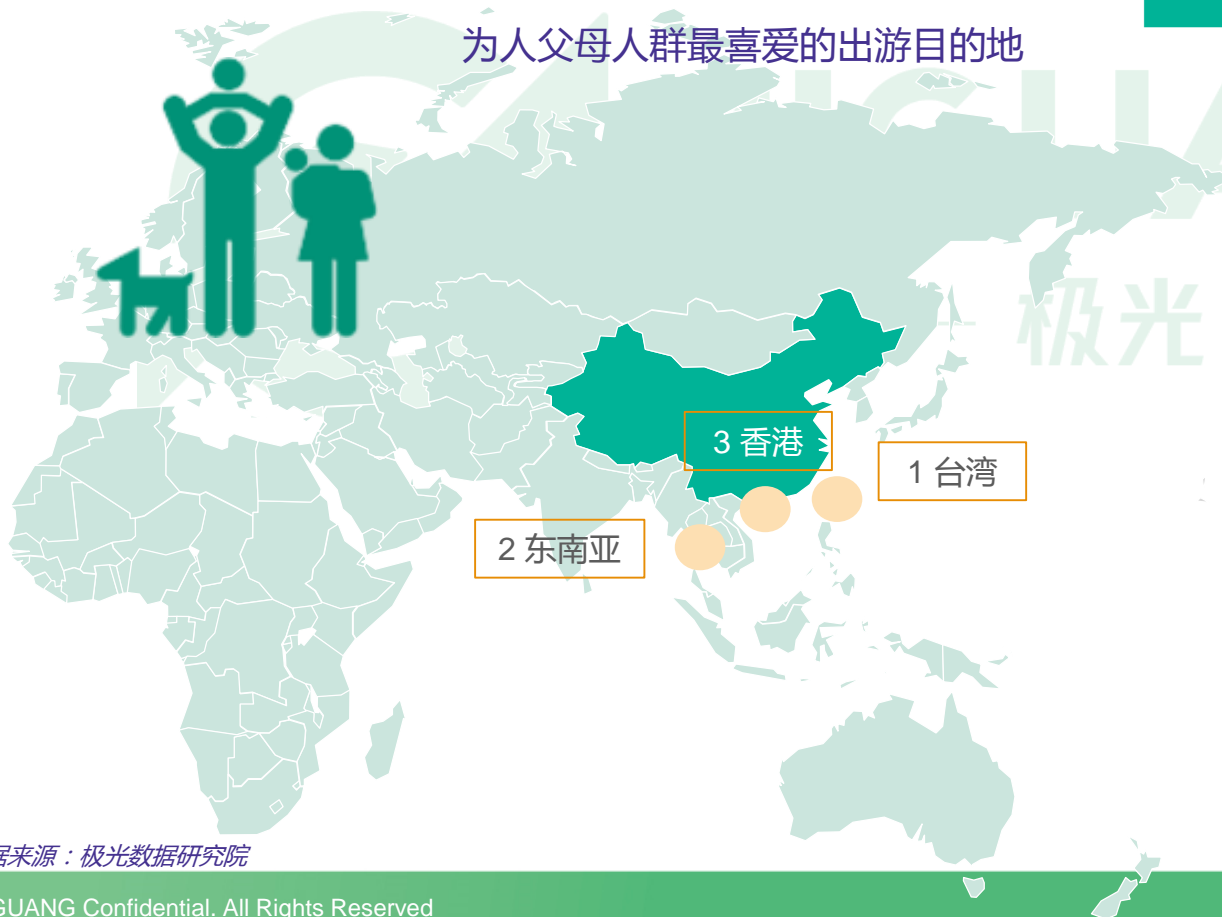 为人父母人群最喜爱的出游目的地
极光
3 香港
1 台湾
2 东南亚
据来源：极光数据研究院
GUANG Confidential. All Rights Reserved